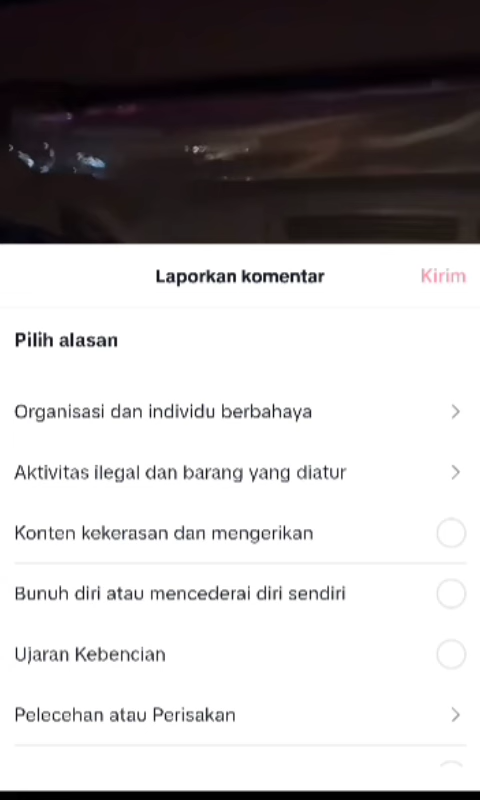 Laporkan komentar
Kirim
Pilih alasan
Organisasi dan individu berbahaya
Aktivitas ilegal dan barang yang diatur
Konten kekerasan dan mengerikan
Bunuh diri atau mencederai diri sendiri
Ujaran Kebencian
Pelecehan atau Perisakan